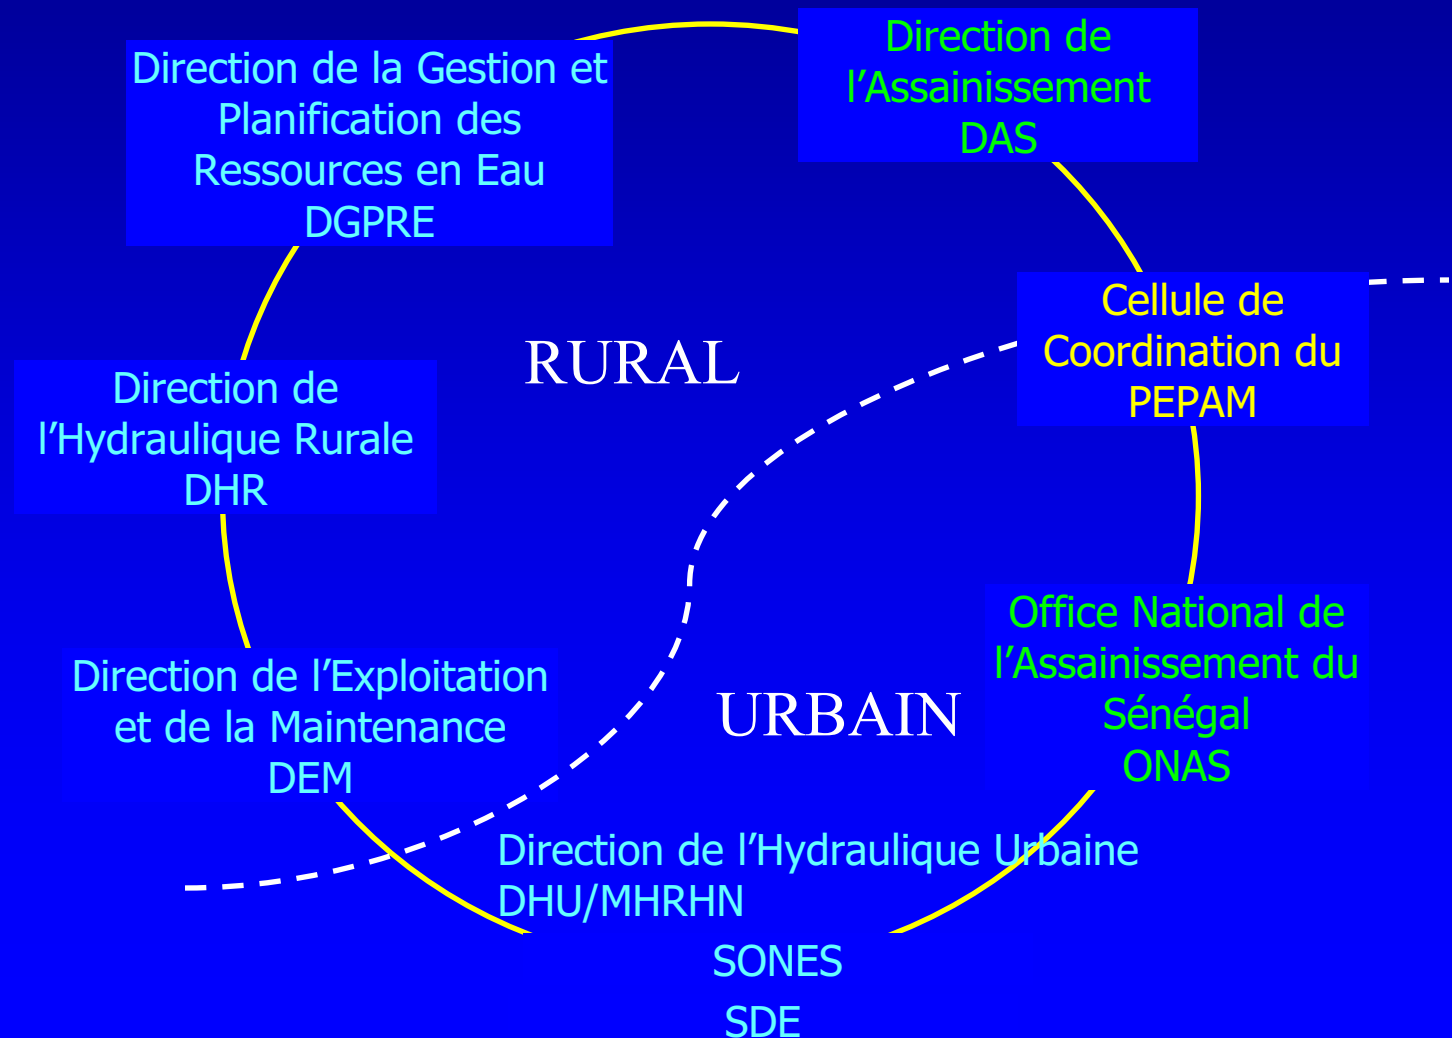 Direction de la Gestion et
Planification des
Ressources en Eau
DGPRE
Direction de
l’Assainissement
DAS
Cellule de
Coordination du
PEPAM
RURAL
Direction de
l’Hydraulique Rurale
DHR
Office National de
l’Assainissement du
Sénégal
ONAS
Direction de l’Exploitation
et de la Maintenance
DEM
URBAIN
Direction de l’Hydraulique Urbaine
DHU/MHRHN
SONES
SDE